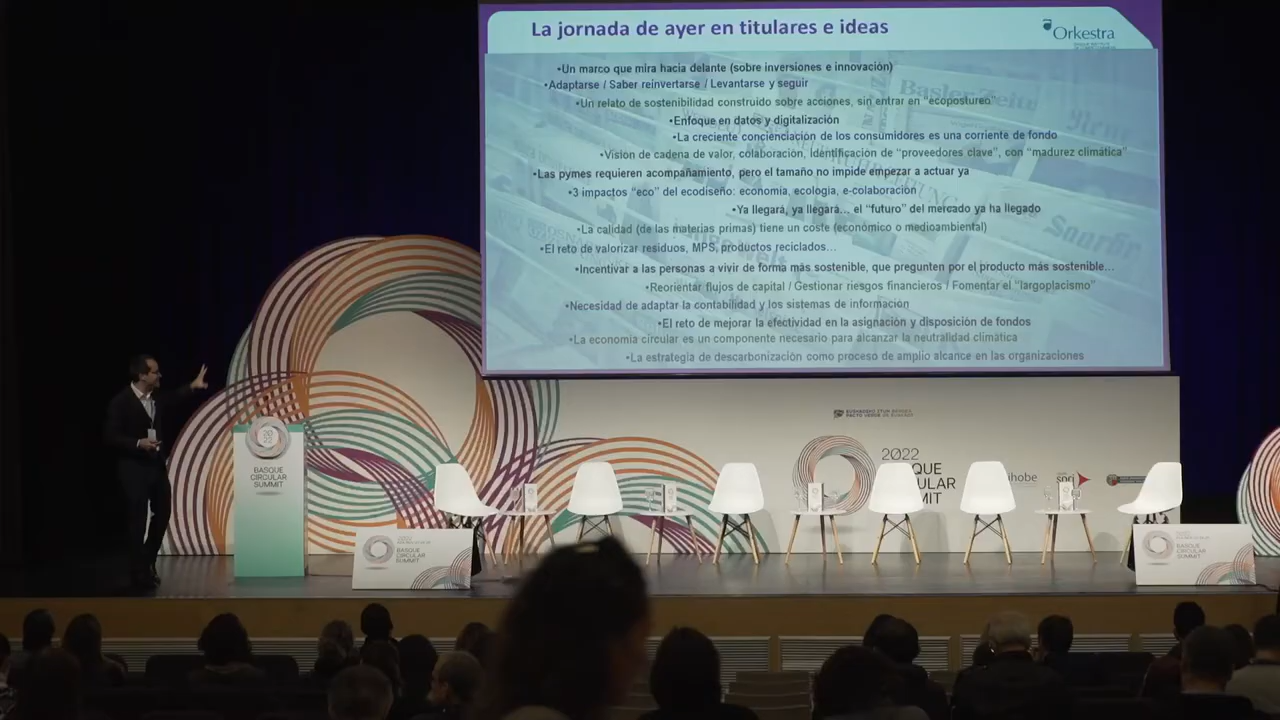 La jornada de ayer en titulares e ideas
Orkestra
•Un marco que mira hacia delante (sobre inversiones e innovación)
•Adaptarse / Saber reinvertarse / Levantarse y seguir
•Un relato de sostenibilidad construido sobre acciones, sin entrar en “ecopostureo”
•Enfoque en datos y digitalización
•La creciente concienciación de los consumidores es una corriente de fondo
•Visión de cadena de valor, colaboración, identificación de “proveedores clave”, con “madurez climática”
•Las pymes requieren acompañamiento, pero el tamaño no impide empezar a actuar ya
•3 impactos “eco” del ecodiseño: economía, ecología, e-colaboración
•Ya llegará, ya llegará... el “futuro” del mercado ya ha llegado
•La calidad (de las materias primas) tiene un coste (económico o medioambiental)
•El reto de valorizar residuos, MPS, productos reciclados...
•Incentivar a las personas a vivir de forma más sostenible, que pregunten por el producto más sostenible...
•Reorientar flujos de capital / Gestionar riesgos financieros / Fomentar el “largoplacismo”
•Necesidad de adaptar la contabilidad y los sistemas de información
•El reto de mejorar la efectividad en la asignación y disposición de fondos
•La economía circular es un componente necesario para alcanzar la neutralidad climática
•La estrategia de descarbonización como proceso de amplio alcance en las organizaciones
2022
BASQUE
CIRCULAR
SUMMIT
PACTO VERDE
2022
ihobe
spri
BASQUE
CIRCULAR
SUMMIT
BASQUE
CIRCULAR
SUMMIT